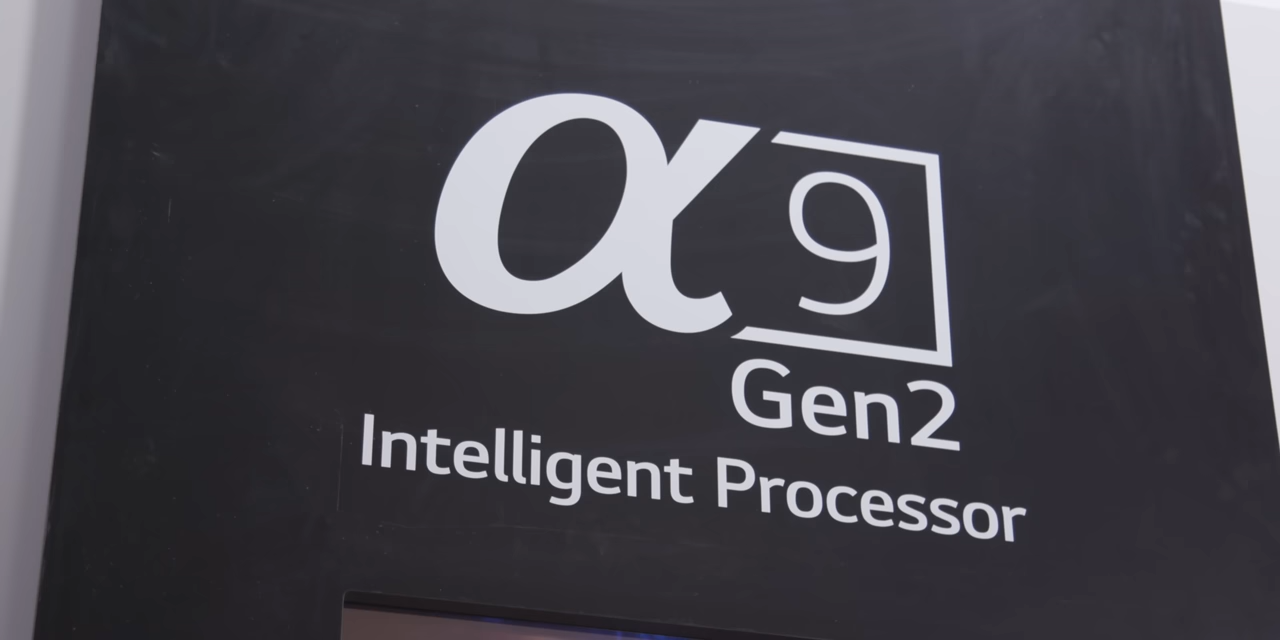 α9
Gen2
Intelligent Processor